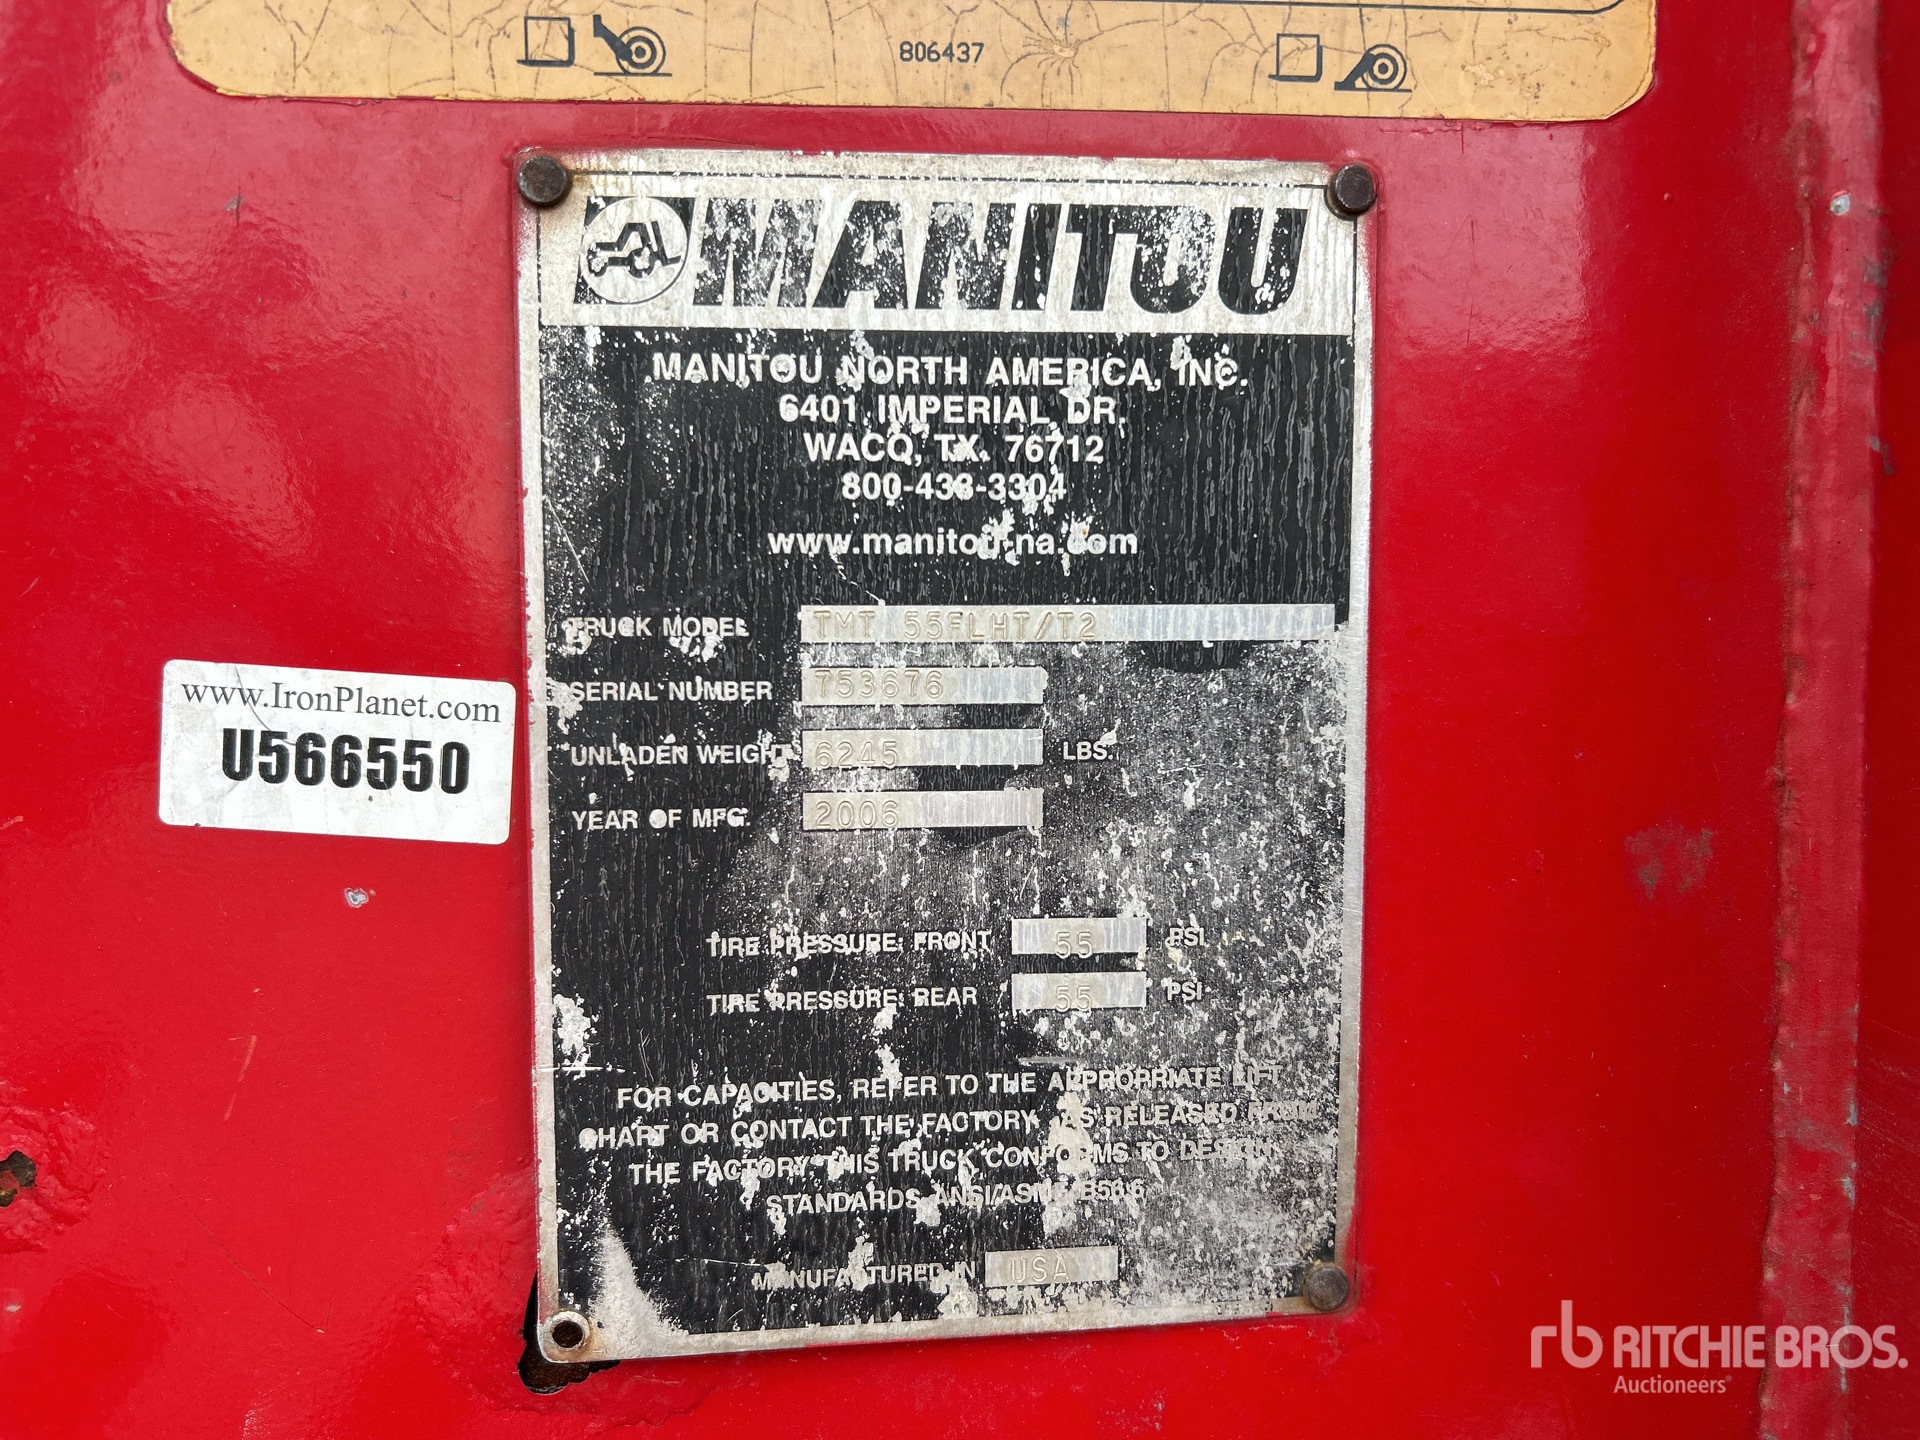 806437
MANITOU
MANITOU NORTH AMERICA, INC.
6401 IMPERIAL DR.
WACO, TX. 76712
800-433-3304
www.manitou-na.com
TRUCK MODEL TMT 55FLHT/T2
SERIAL NUMBER 753676
UNLADEN WEIGHT 6245 LBS.
YEAR OF MFG. 2006
TIRE PRESSURE: FRONT 55 PSI
TIRE PRESSURE: REAR 55 PSI
FOR CAPACITIES, REFER TO THE APPROPRIATE LIFT
CHART OR CONTACT THE FACTORY. AS RELEASED FROM
THE FACTORY, THIS TRUCK CONFORMS TO DESIGN
STANDARDS ANSI/ASME B56.6
MANUFACTURED IN USA
www.IronPlanet.com
U566550
rb RITCHIE BROS.
Auctioneers